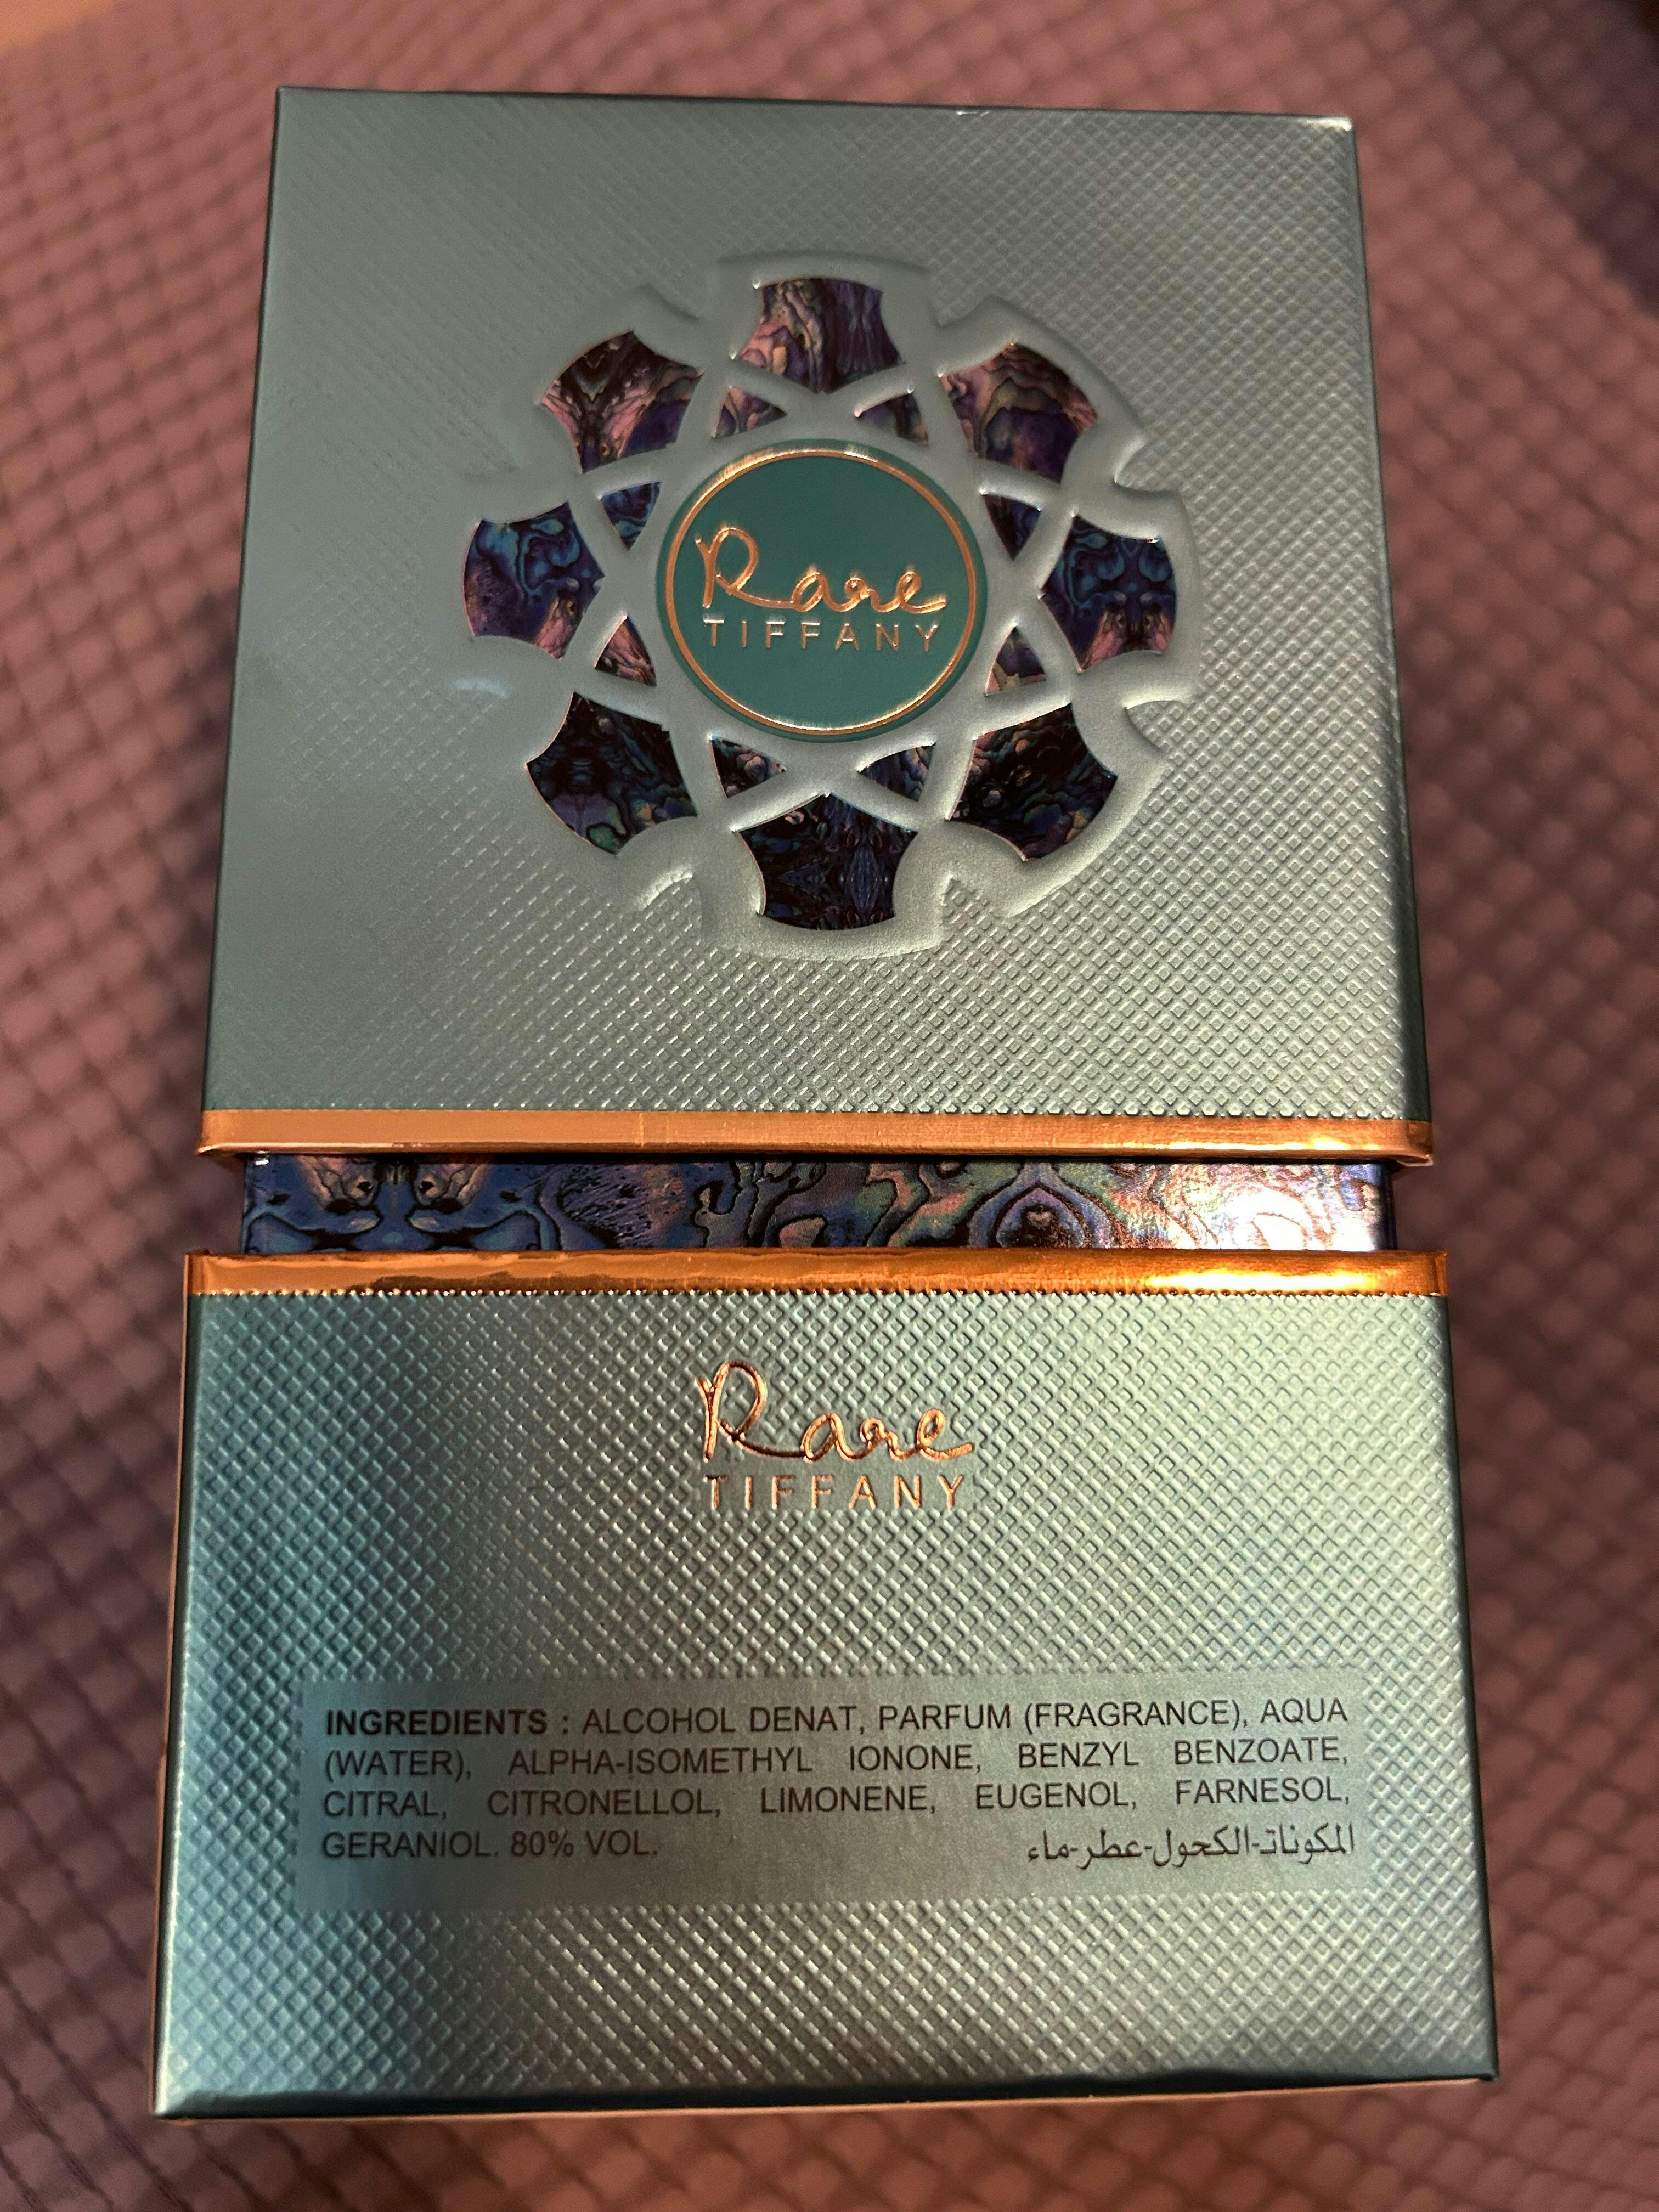 Rare
TIFFANY
Rare
TIFFANY
INGREDIENTS : ALCOHOL DENAT, PARFUM (FRAGRANCE), AQUA
(WATER), ALPHA-ISOMETHYL IONONE, BENZYL BENZOATE,
CITRAL, CITRONELLOL, LIMONENE, EUGENOL, FARNESOL,
GERANIOL. 80% VOL. المكونات-الكحول-عطر-ماء